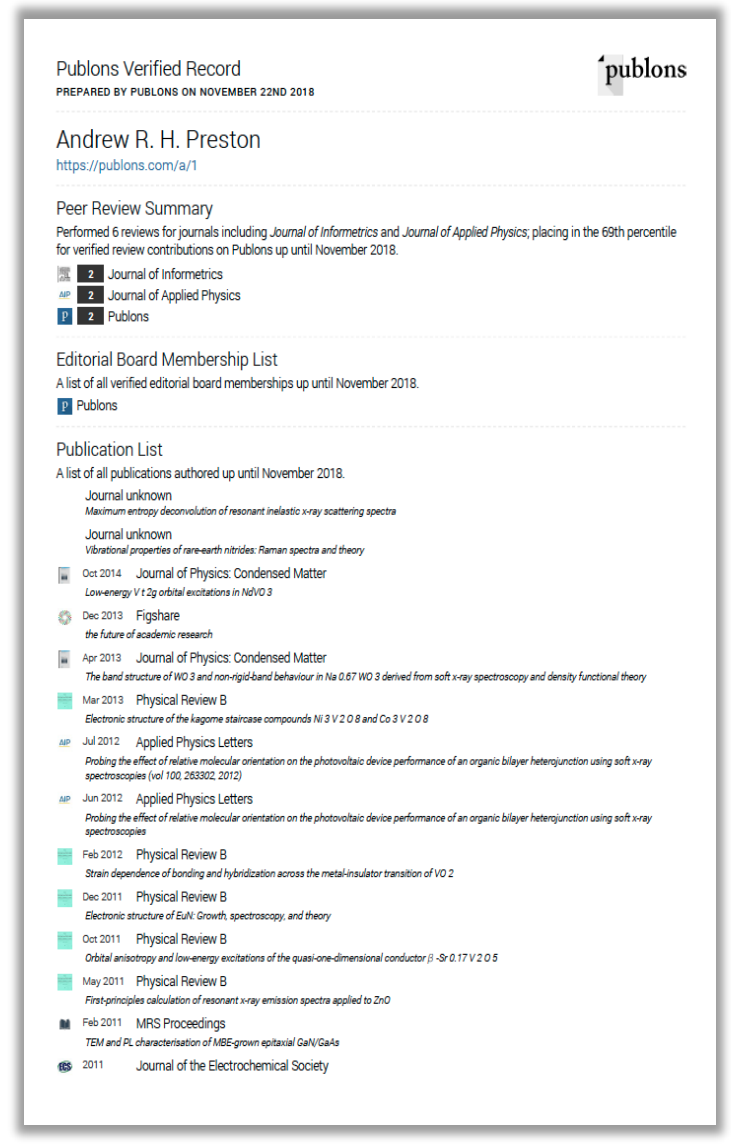 Publons Verified Record
publons
PREPARED BY PUBLONS ON NOVEMBER 22ND 2018
Andrew R. H. Preston
https://publons.com/a/1
Peer Review Summary
Performed 6 reviews for journals including Journal of Informetrics and Journal of Applied Physics; placing in the 69th percentile
for verified review contributions on Publons up until November 2018.
2 Journal of Informetrics
AIP 2 Journal of Applied Physics
P 2 Publons
Editorial Board Membership List
A list of all verified editorial board memberships up until November 2018.
P Publons
Publication List
A list of all publications authored up until November 2018.
Journal unknown
Maximum entropy deconvolution of resonant inelastic x-ray scattering spectra
Journal unknown
Vibrational properties of rare-earth nitrides: Raman spectra and theory
Oct 2014 Journal of Physics: Condensed Matter
Low-energy V t 2g orbital excitations in NdVO 3
Dec 2013 Figshare
the future of academic research
Apr 2013 Journal of Physics: Condensed Matter
The band structure of WO 3 and non-rigid-band behaviour in Na 0.67 WO 3 derived from soft x-ray spectroscopy and density functional theory
Mar 2013 Physical Review B
Electronic structure of the kagome staircase compounds Ni 3 V 2 O 8 and Co 3 V 2 O 8
AIP Jul 2012 Applied Physics Letters
Probing the effect of relative molecular orientation on the photovoltaic device performance of an organic bilayer heterojunction using soft x-ray
spectroscopies (vol 100, 263302, 2012)
AIP Jun 2012 Applied Physics Letters
Probing the effect of relative molecular orientation on the photovoltaic device performance of an organic bilayer heterojunction using soft x-ray
spectroscopies
Feb 2012 Physical Review B
Strain dependence of bonding and hybridization across the metal-insulator transition of VO 2
Dec 2011 Physical Review B
Electronic structure of EuN: Growth, spectroscopy, and theory
Oct 2011 Physical Review B
Orbital anisotropy and low-energy excitations of the quasi-one-dimensional conductor β -Sr 0.17 V 2 O 5
May 2011 Physical Review B
First-principles calculation of resonant x-ray emission spectra applied to ZnO
Feb 2011 MRS Proceedings
TEM and PL characterisation of MBE-grown epitaxial GaN/GaAs
ECS 2011 Journal of the Electrochemical Society